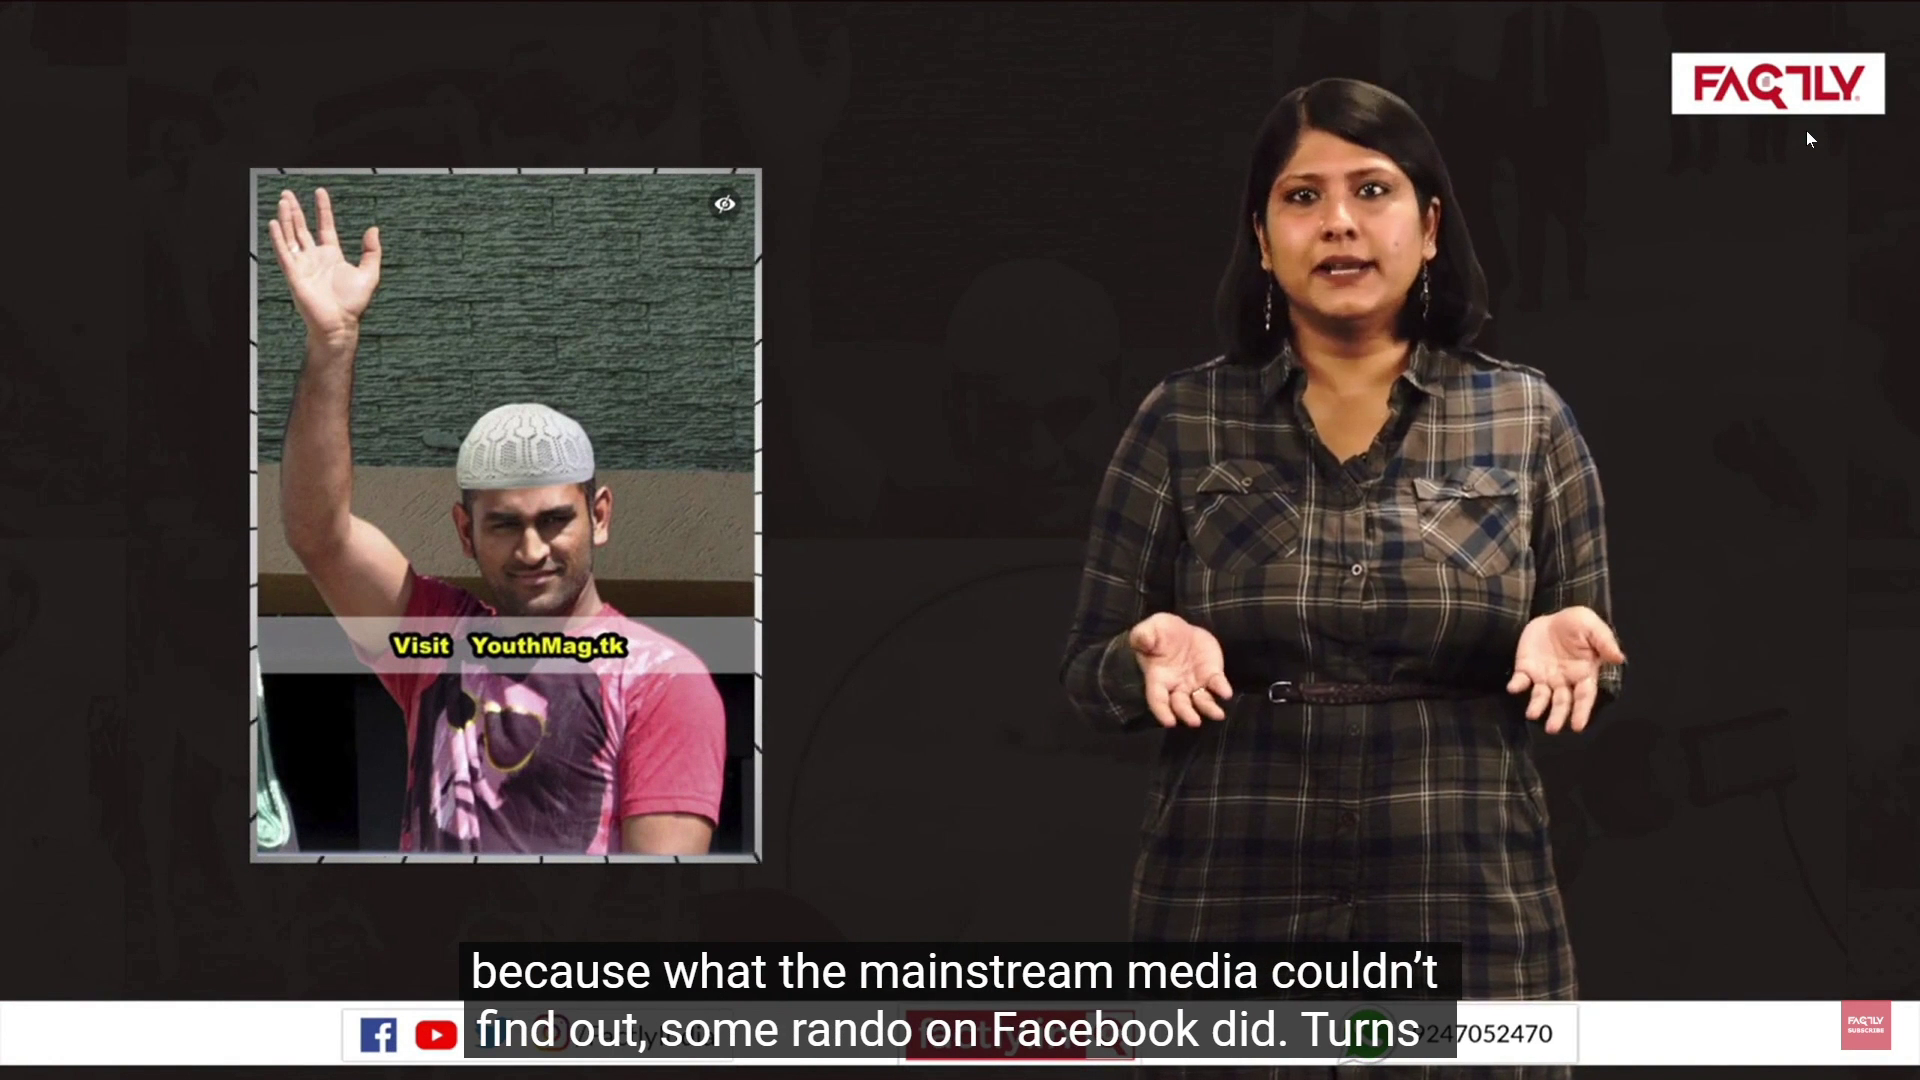 FACTLY
Visit YouthMag.tk
because what the mainstream media couldn't
find out, some rando on Facebook did. Turns
9247052470
FACTLY
SUBSCRIBE